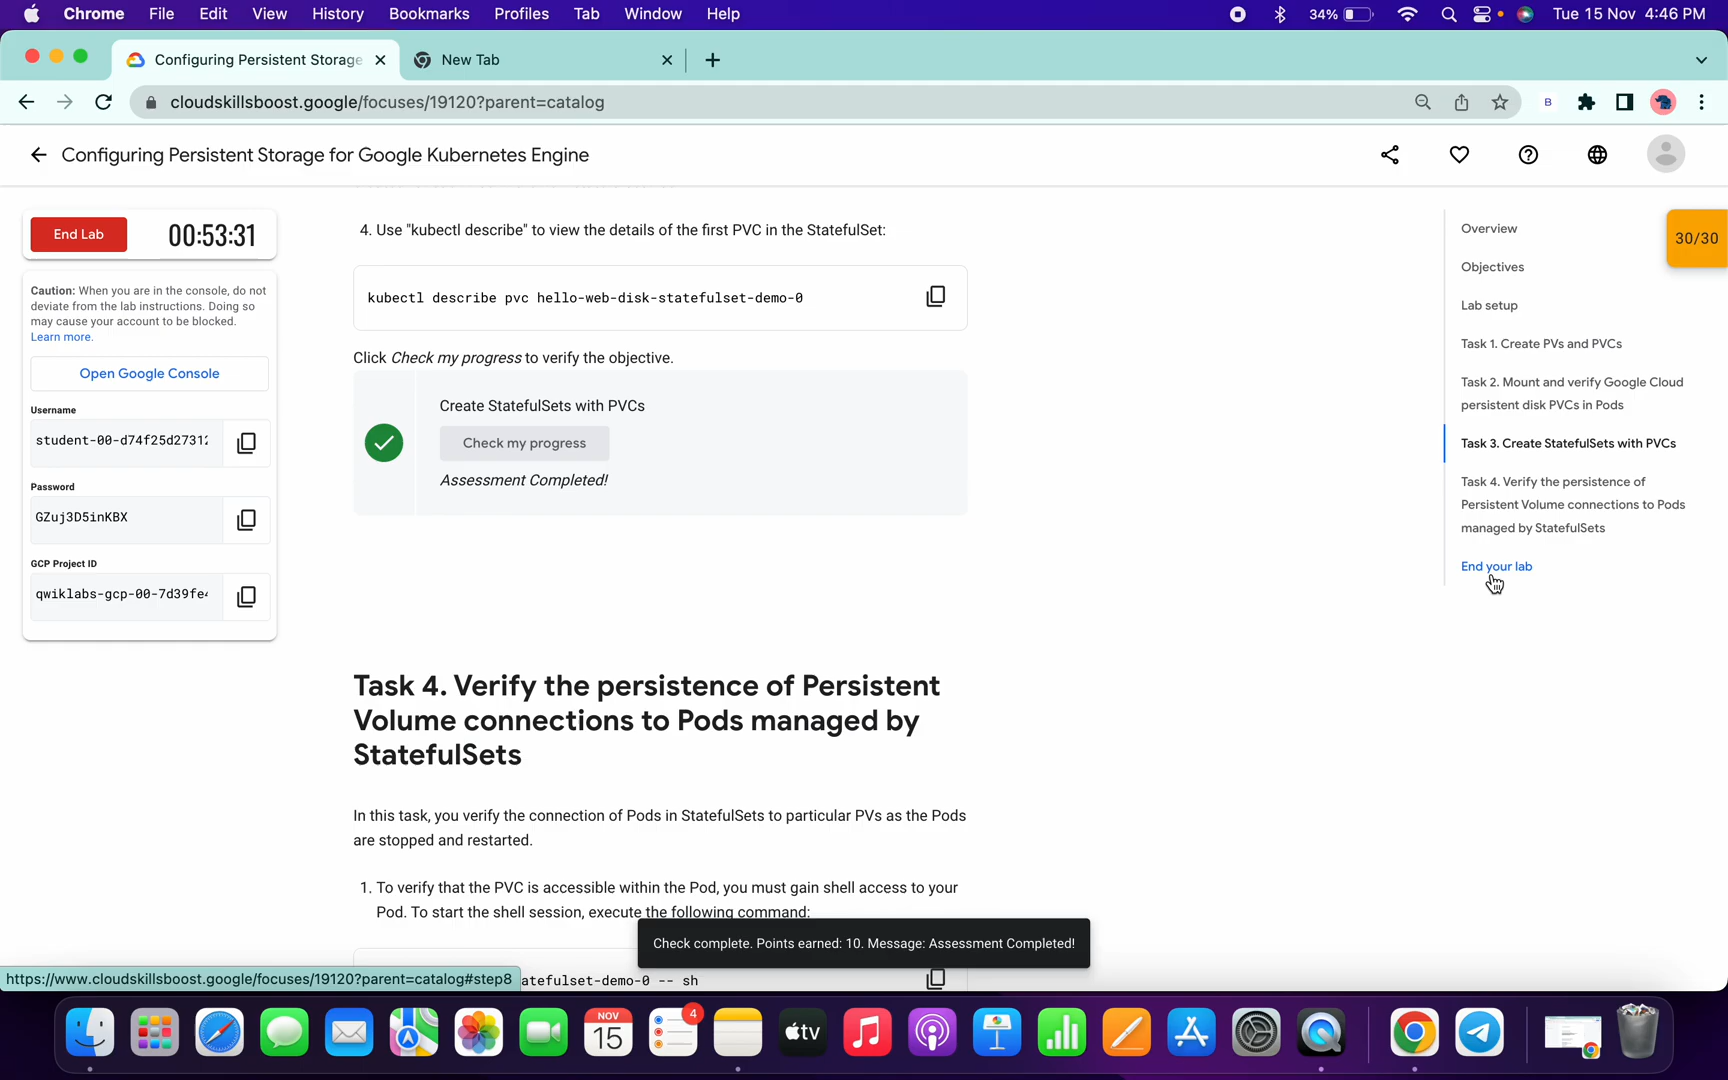 Chrome File Edit View History Bookmarks Profiles Tab Window Help
34%
Tue 15 Nov 4:46 PM
Configuring Persistent Storage
New Tab
cloudskillsboost.google/focuses/19120?parent=catalog
B
Configuring Persistent Storage for Google Kubernetes Engine
End Lab
00:53:31
Caution: When you are in the console, do not
deviate from the lab instructions. Doing so
may cause your account to be blocked.
Learn more.
Open Google Console
Username
student-00-d74f25d27312
Password
GZuj3D5inKBX
GCP Project ID
qwiklabs-gcp-00-7d39fe4
4. Use "kubectl describe" to view the details of the first PVC in the StatefulSet:
kubectl describe pvc hello-web-disk-statefulset-demo-0
Click Check my progress to verify the objective.
Create StatefulSets with PVCs
Check my progress
Assessment Completed!
Task 4. Verify the persistence of Persistent
Volume connections to Pods managed by
StatefulSets
In this task, you verify the connection of Pods in StatefulSets to particular PVs as the Pods
are stopped and restarted.
1. To verify that the PVC is accessible within the Pod, you must gain shell access to your
Pod. To start the shell session, execute the following command:
atefulset-demo-0 -- sh
Check complete. Points earned: 10. Message: Assessment Completed!
https://www.cloudskillsboost.google/focuses/19120?parent=catalog#step8
Overview
Objectives
Lab setup
Task 1. Create PVs and PVCs
Task 2. Mount and verify Google Cloud
persistent disk PVCs in Pods
Task 3. Create StatefulSets with PVCs
Task 4. Verify the persistence of
Persistent Volume connections to Pods
managed by StatefulSets
End your lab
30/30
NOV
15
4
tv